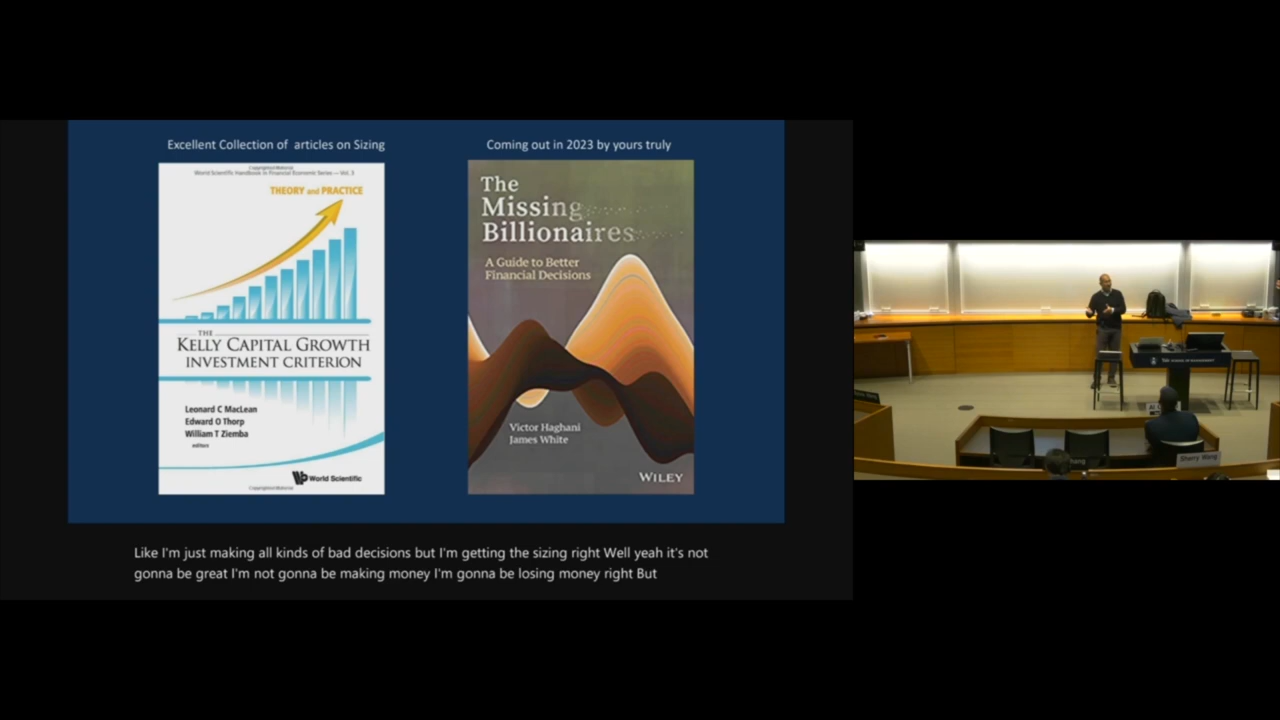 Excellent Collection of articles on Sizing
World Scientific Handbook in Financial Economic Series — Vol. 3
THEORY and PRACTICE
THE
KELLY CAPITAL GROWTH
INVESTMENT CRITERION
Leonard C MacLean
Edward O Thorp
William T Ziemba
editors
World Scientific
Coming out in 2023 by yours truly
The
Missing
Billionaires
A Guide to Better
Financial Decisions
Victor Haghani
James White
WILEY
Like I'm just making all kinds of bad decisions but I'm getting the sizing right Well yeah it's not
gonna be great I'm not gonna be making money I'm gonna be losing money right But
Sherry Wang